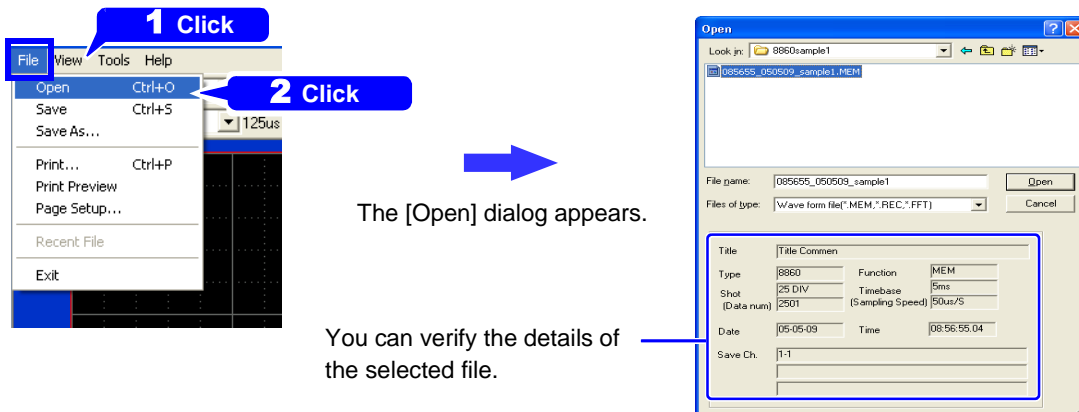 1 Click
File View Tools Help
Open Ctrl+O
2 Click
Save Ctrl+S
Save As...
125us
Print... Ctrl+P
Print Preview
Page Setup...
Recent File
Exit
The [Open] dialog appears.
You can verify the details of
the selected file.
Open
Look in: 8860sample1
085655_050509_sample1.MEM
File name: 085655_050509_sample1 Open
Files of type: Wave form file(*.MEM,*.REC,*.FFT) Cancel
Title Title Commen
Type 8860 Function MEM
Shot 25 DIV Timebase 5ms
(Data num) 2501 (Sampling Speed) 50us/S
Date 05-05-09 Time 08:56:55.04
Save Ch. 1-1